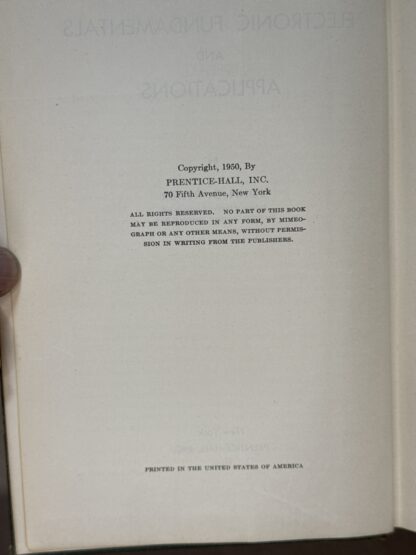 Copyright, 1950, By
PRENTICE-HALL, INC.
70 Fifth Avenue, New York
ALL RIGHTS RESERVED. NO PART OF THIS BOOK
MAY BE REPRODUCED IN ANY FORM, BY MIMEO-
GRAPH OR ANY OTHER MEANS, WITHOUT PERMIS-
SION IN WRITING FROM THE PUBLISHERS.
PRINTED IN THE UNITED STATES OF AMERICA